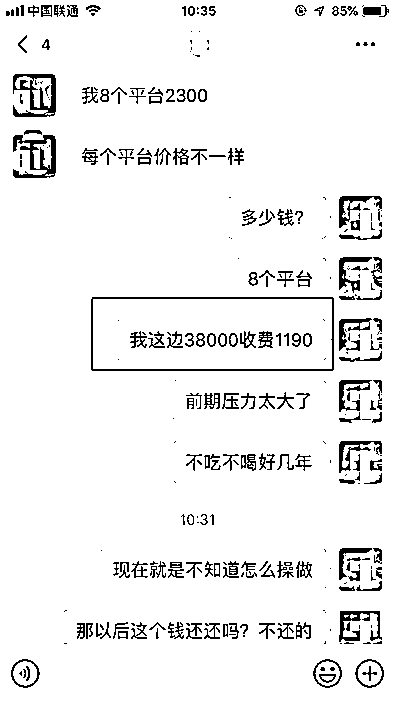 中国联通 10:35 85%
4
我8个平台2300
每个平台价格不一样
多少钱?
8个平台
我这边38000收费1190
前期压力太大了
不吃不喝好几年
10:31
现在就是不知道怎么操做
那以后这个钱还还吗? 不还的